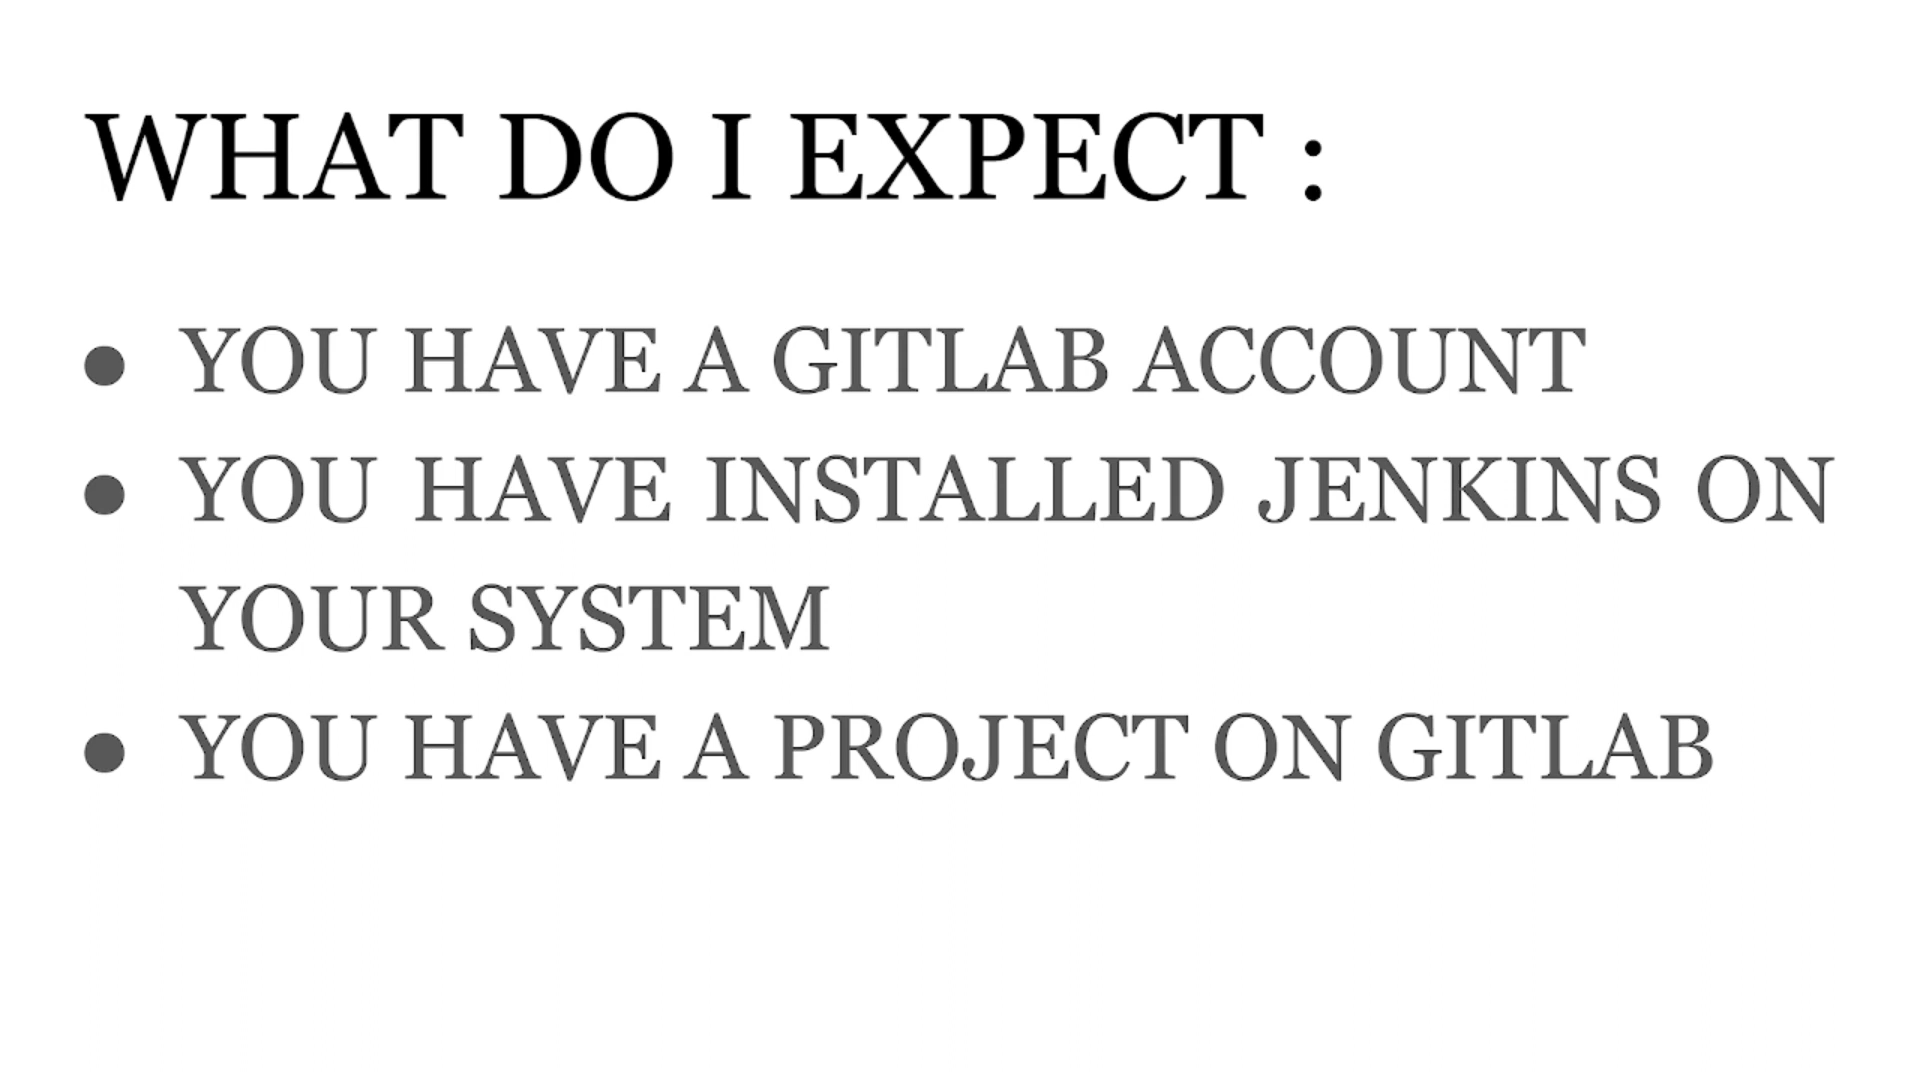 WHAT DO I EXPECT :
● YOU HAVE A GITLAB ACCOUNT
● YOU HAVE INSTALLED JENKINS ON
YOUR SYSTEM
● YOU HAVE A PROJECT ON GITLAB